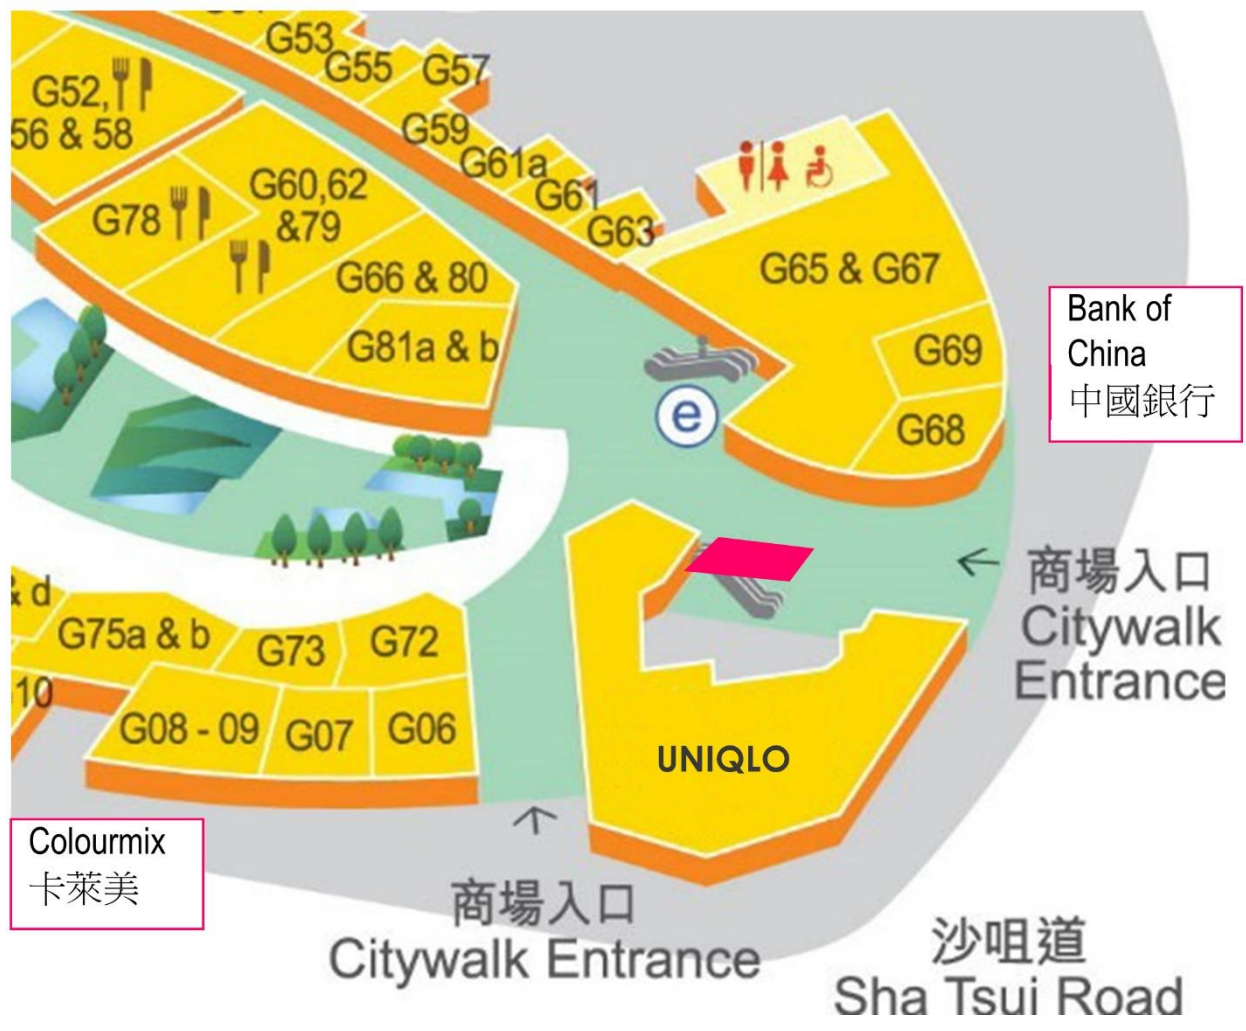 G53
G55
G57
G52,
56 & 58
G59
G61a
G61
G63
G60,62
&79
G78
G66 & 80
G81a & b
G65 & G67
G69
G68
e
Bank of
China
中國銀行
商場入口
Citywalk
Entrance
& d
G75a & b
G73
G72
10
G08 - 09
G07
G06
UNIQLO
Colourmix
卡萊美
商場入口
Citywalk Entrance
沙咀道
Sha Tsui Road